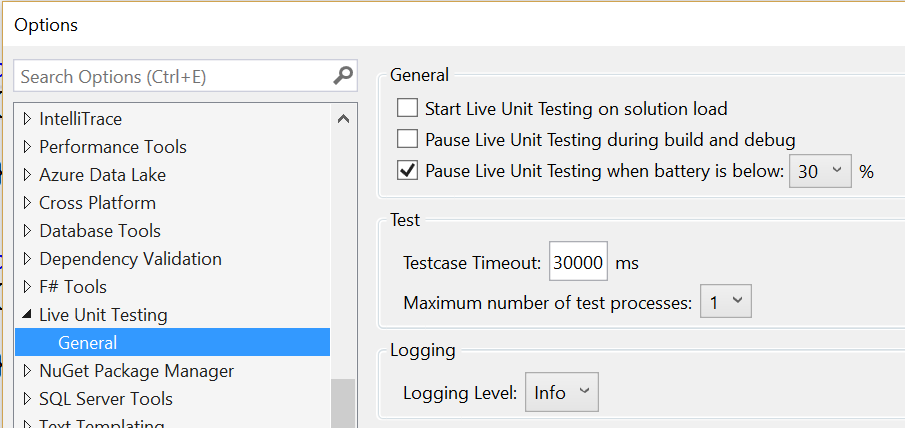 Options
Search Options (Ctrl+E)
IntelliTrace
Performance Tools
Azure Data Lake
Cross Platform
Database Tools
Dependency Validation
F# Tools
Live Unit Testing
General
NuGet Package Manager
SQL Server Tools
Text Templating
General
Start Live Unit Testing on solution load
Pause Live Unit Testing during build and debug
Pause Live Unit Testing when battery is below: 30 %
Test
Testcase Timeout: 30000 ms
Maximum number of test processes: 1
Logging
Logging Level: Info